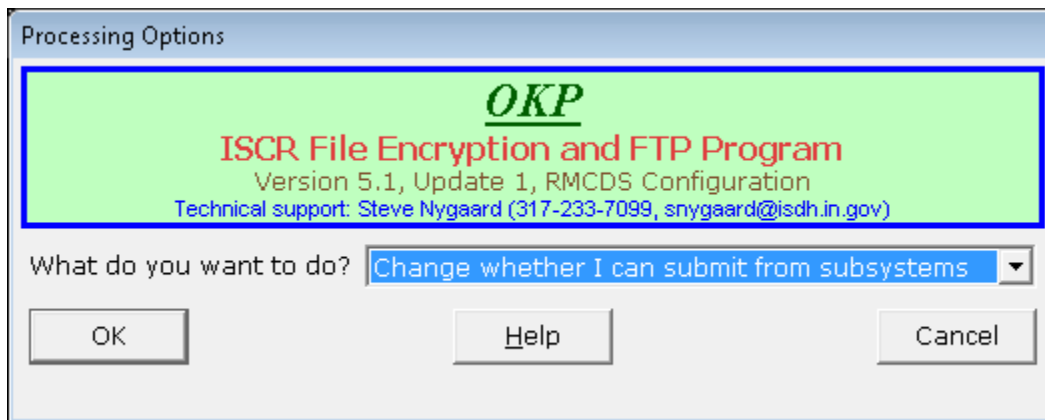 Processing Options
OKP
ISCR File Encryption and FTP Program
Version 5.1, Update 1, RMCDS Configuration
Technical support: Steve Nygaard (317-233-7099, snygaard@isdh.in.gov)
What do you want to do? Change whether I can submit from subsystems
OK Help Cancel